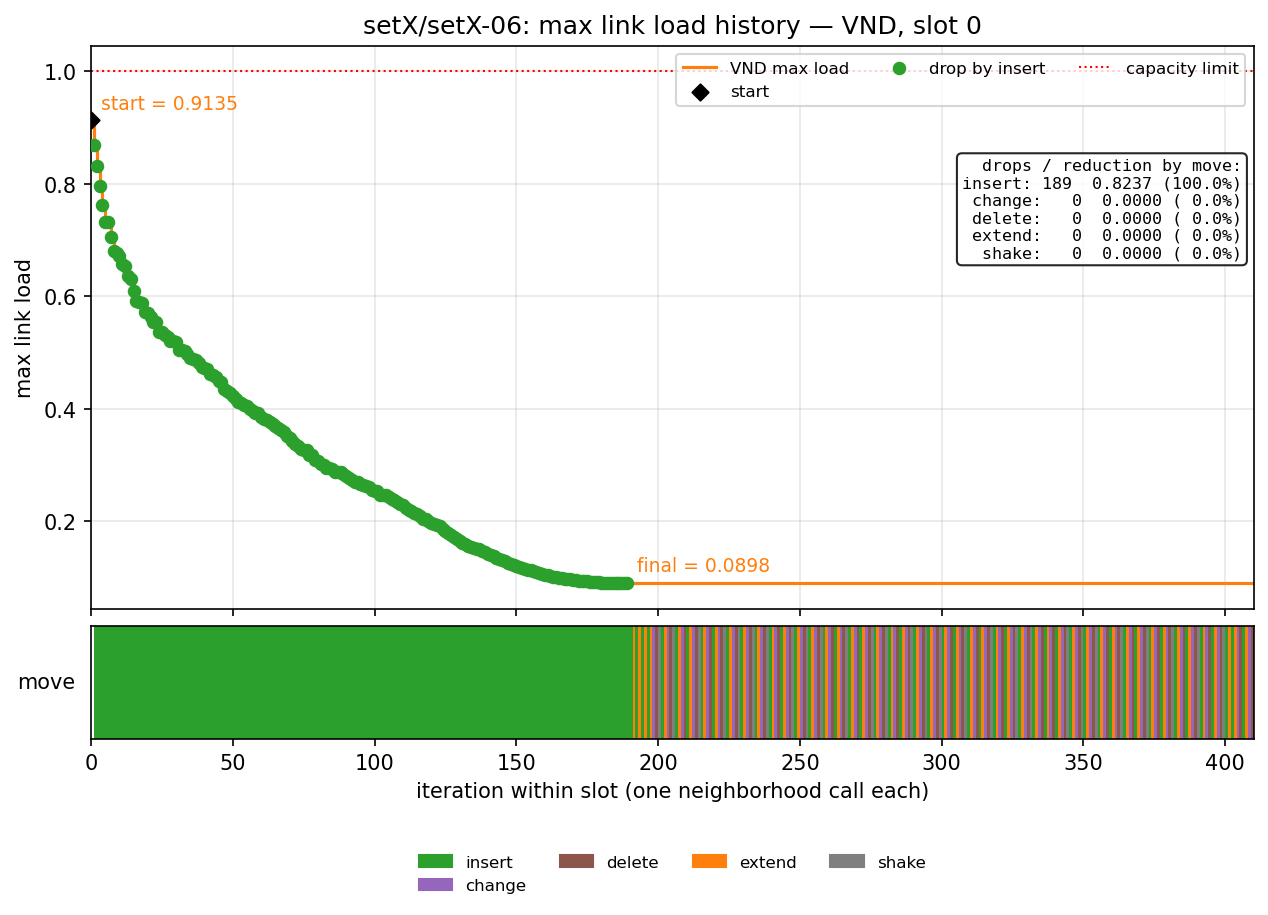 setX/setX-06: max link load history — VND, slot 0
VND max load
drop by insert
capacity limit
start
start = 0.9135
drops / reduction by move:
insert: 189  0.8237 (100.0%)
change:   0  0.0000 ( 0.0%)
delete:   0  0.0000 ( 0.0%)
extend:   0  0.0000 ( 0.0%)
shake:   0  0.0000 ( 0.0%)
1.0
0.8
0.6
0.4
0.2
max link load
final = 0.0898
move
0 50 100 150 200 250 300 350 400
iteration within slot (one neighborhood call each)
insert delete extend shake
change